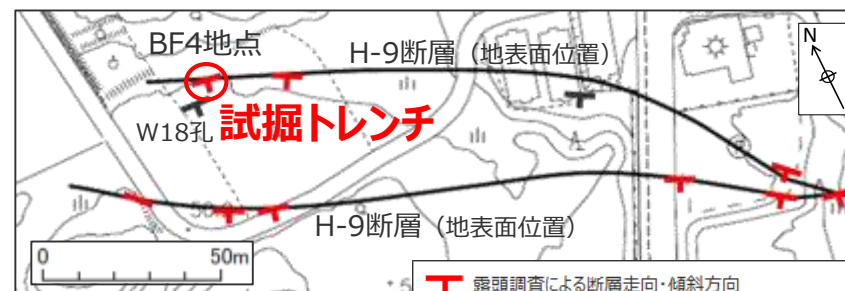 BF4地点
H-9断層（地表面位置）
N
W18孔
試掘トレンチ
H-9断層（地表面位置）
0
50m
露頭調査による断層走向・傾斜方向